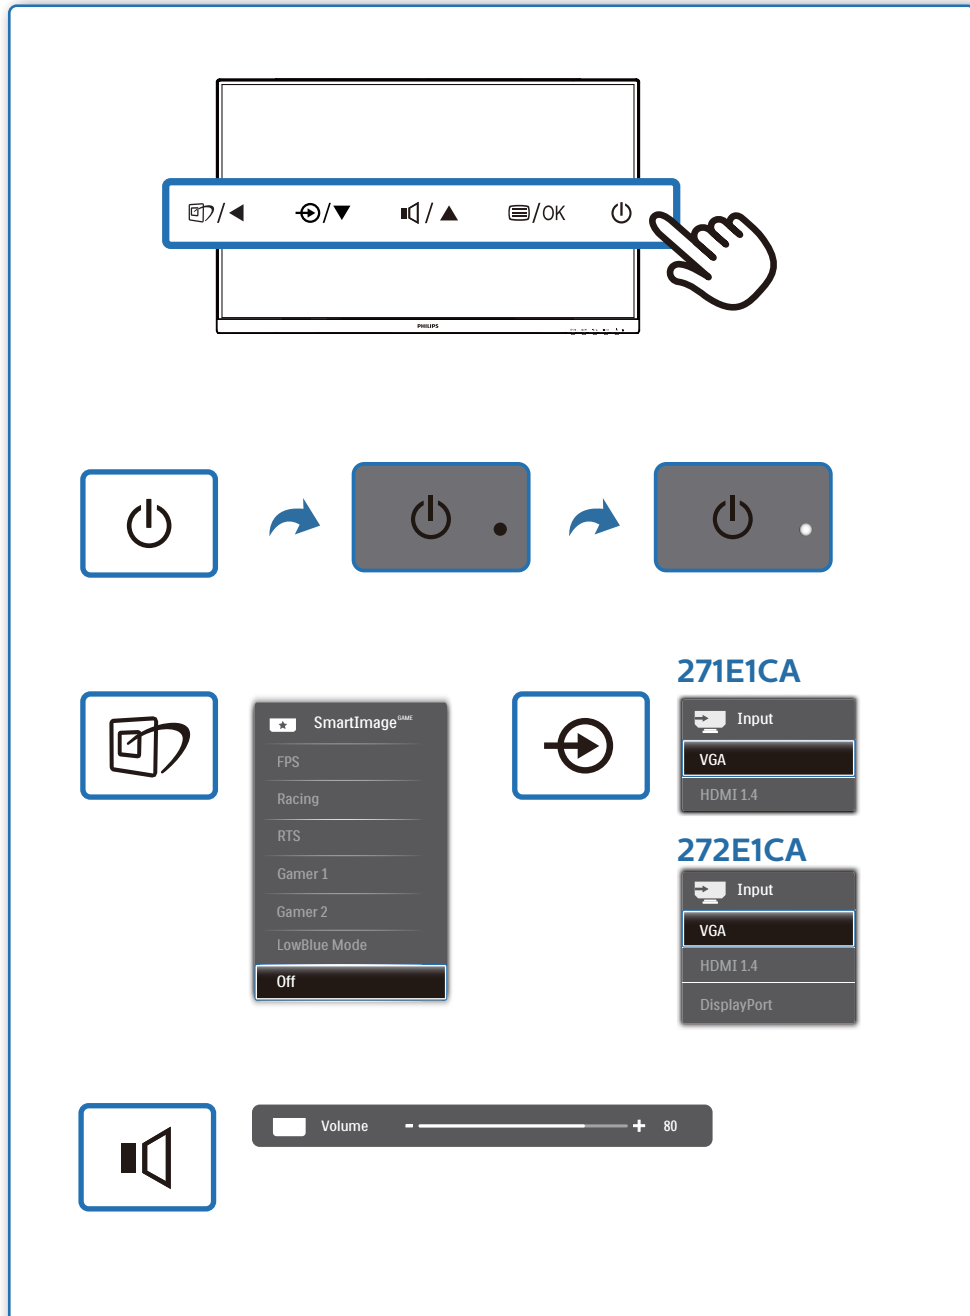 /OK
PHILIPS
SmartImage GAME
FPS
Racing
RTS
Gamer 1
Gamer 2
LowBlue Mode
Off
271E1CA
Input
VGA
HDMI 1.4
272E1CA
Input
VGA
HDMI 1.4
DisplayPort
Volume - + 80